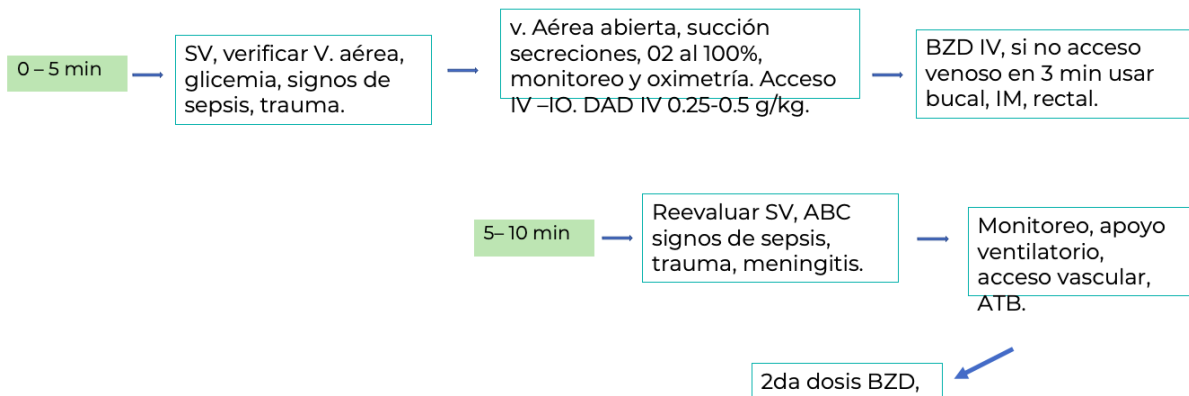 0 – 5 min
SV, verificar V. aérea,
glicemia, signos de
sepsis, trauma.
v. Aérea abierta, succión
secreciones, 02 al 100%,
monitoreo y oximetría. Acceso
IV –IO. DAD IV 0.25-0.5 g/kg.
BZD IV, si no acceso
venoso en 3 min usar
bucal, IM, rectal.
5– 10 min
Reevaluar SV, ABC
signos de sepsis,
trauma, meningitis.
Monitoreo, apoyo
ventilatorio,
acceso vascular,
ATB.
2da dosis BZD,